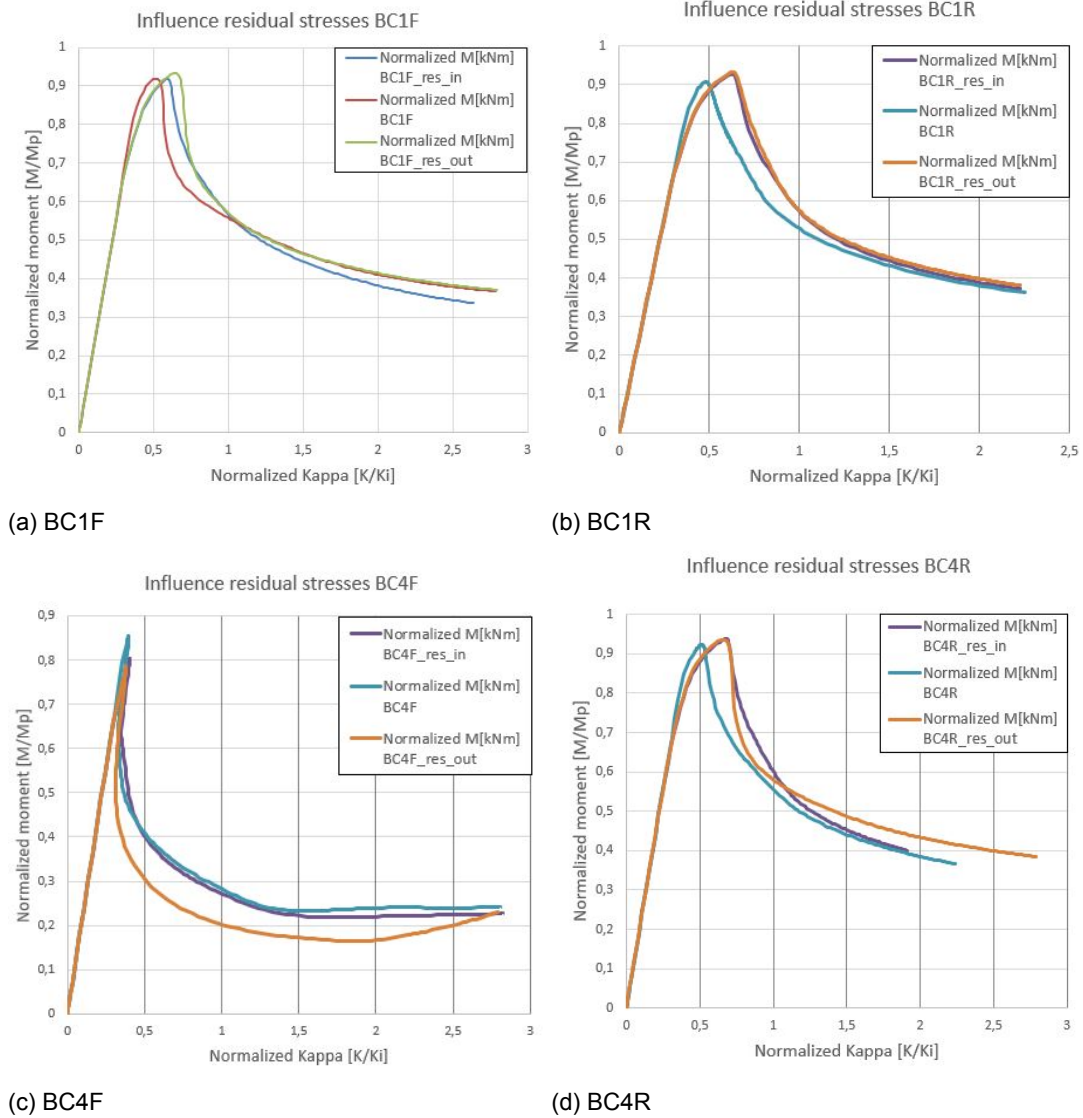 Influence residual stresses BC1F
Normalized moment [M/Mp]
1
0,9
0,8
0,7
0,6
0,5
0,4
0,3
0,2
0,1
0
Normalized M[kNm]
BC1F_res_in
Normalized M[kNm]
BC1F
Normalized M[kNm]
BC1F_res_out
0 0,5 1 1,5 2 2,5 3
Normalized Kappa [K/Ki]
(a) BC1F
Influence residual stresses BC1R
Normalized moment [M/Mp]
1
0,9
0,8
0,7
0,6
0,5
0,4
0,3
0,2
0,1
0
Normalized M[kNm]
BC1R_res_in
Normalized M[kNm]
BC1R
Normalized M[kNm]
BC1R_res_out
0 0,5 1 1,5 2 2,5
Normalized Kappa [K/Ki]
(b) BC1R
Influence residual stresses BC4F
Normalized moment [M/Mp]
0,9
0,8
0,7
0,6
0,5
0,4
0,3
0,2
0,1
0
Normalized M[kNm]
BC4F_res_in
Normalized M[kNm]
BC4F
Normalized M[kNm]
BC4F_res_out
0 0,5 1 1,5 2 2,5 3
Normalized Kappa [K/Ki]
(c) BC4F
Influence residual stresses BC4R
Normalized moment [M/Mp]
1
0,9
0,8
0,7
0,6
0,5
0,4
0,3
0,2
0,1
0
Normalized M[kNm]
BC4R_res_in
Normalized M[kNm]
BC4R
Normalized M[kNm]
BC4R_res_out
0 0,5 1 1,5 2 2,5 3
Normalized Kappa [K/Ki]
(d) BC4R